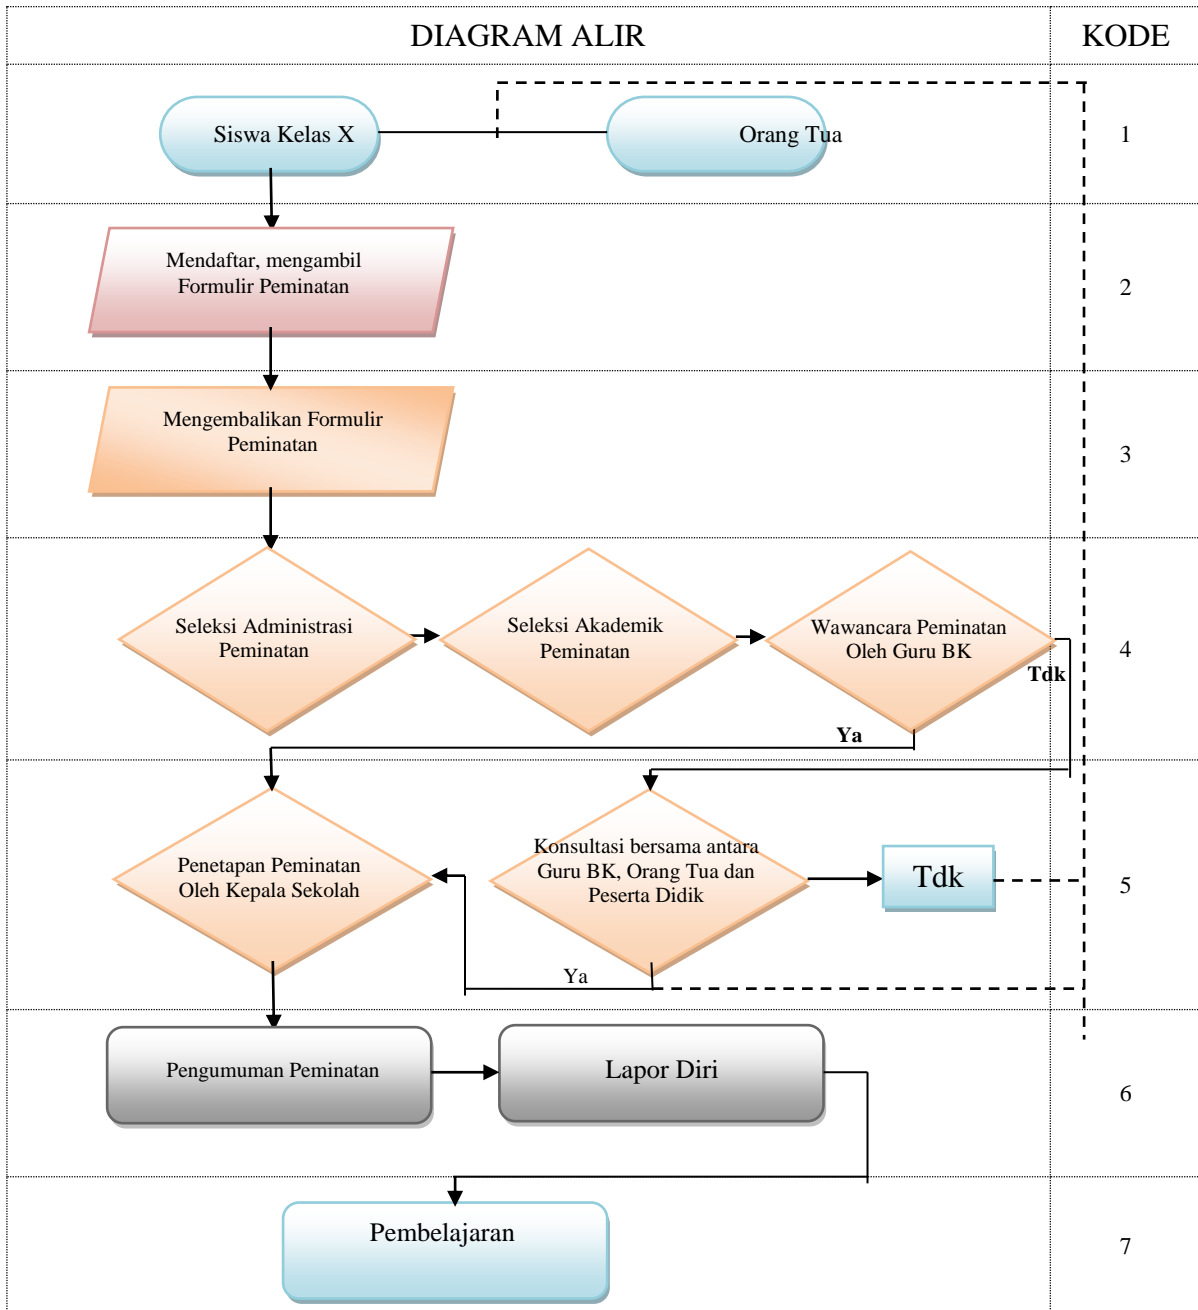 DIAGRAM ALIR
KODE
Siswa Kelas X
Orang Tua
1
Mendaftar, mengambil
Formulir Peminatan
2
Mengembalikan Formulir
Peminatan
3
Seleksi Administrasi
Peminatan
Seleksi Akademik
Peminatan
Wawancara Peminatan
Oleh Guru BK
4
Tdk
Ya
Penetapan Peminatan
Oleh Kepala Sekolah
Konsultasi bersama antara
Guru BK, Orang Tua dan
Peserta Didik
Tdk
5
Ya
Pengumuman Peminatan
Lapor Diri
6
Pembelajaran
7